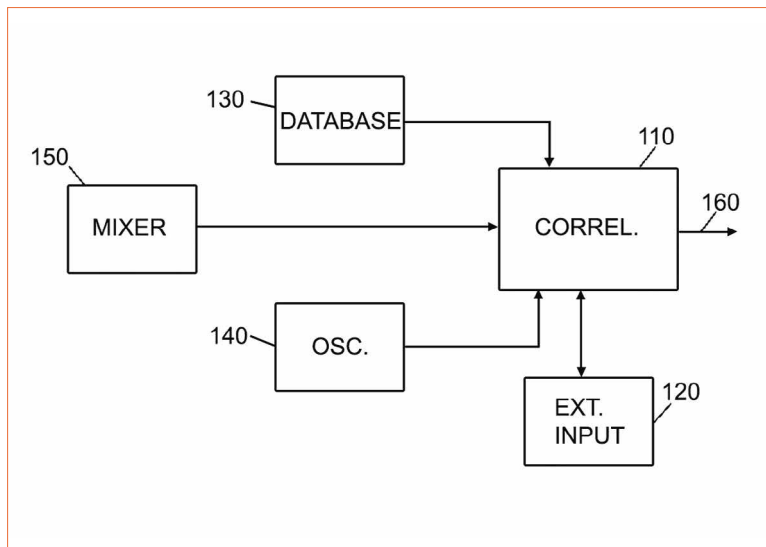 130
DATABASE
150
MIXER
110
CORREL.
160
140
OSC.
120
EXT.
INPUT